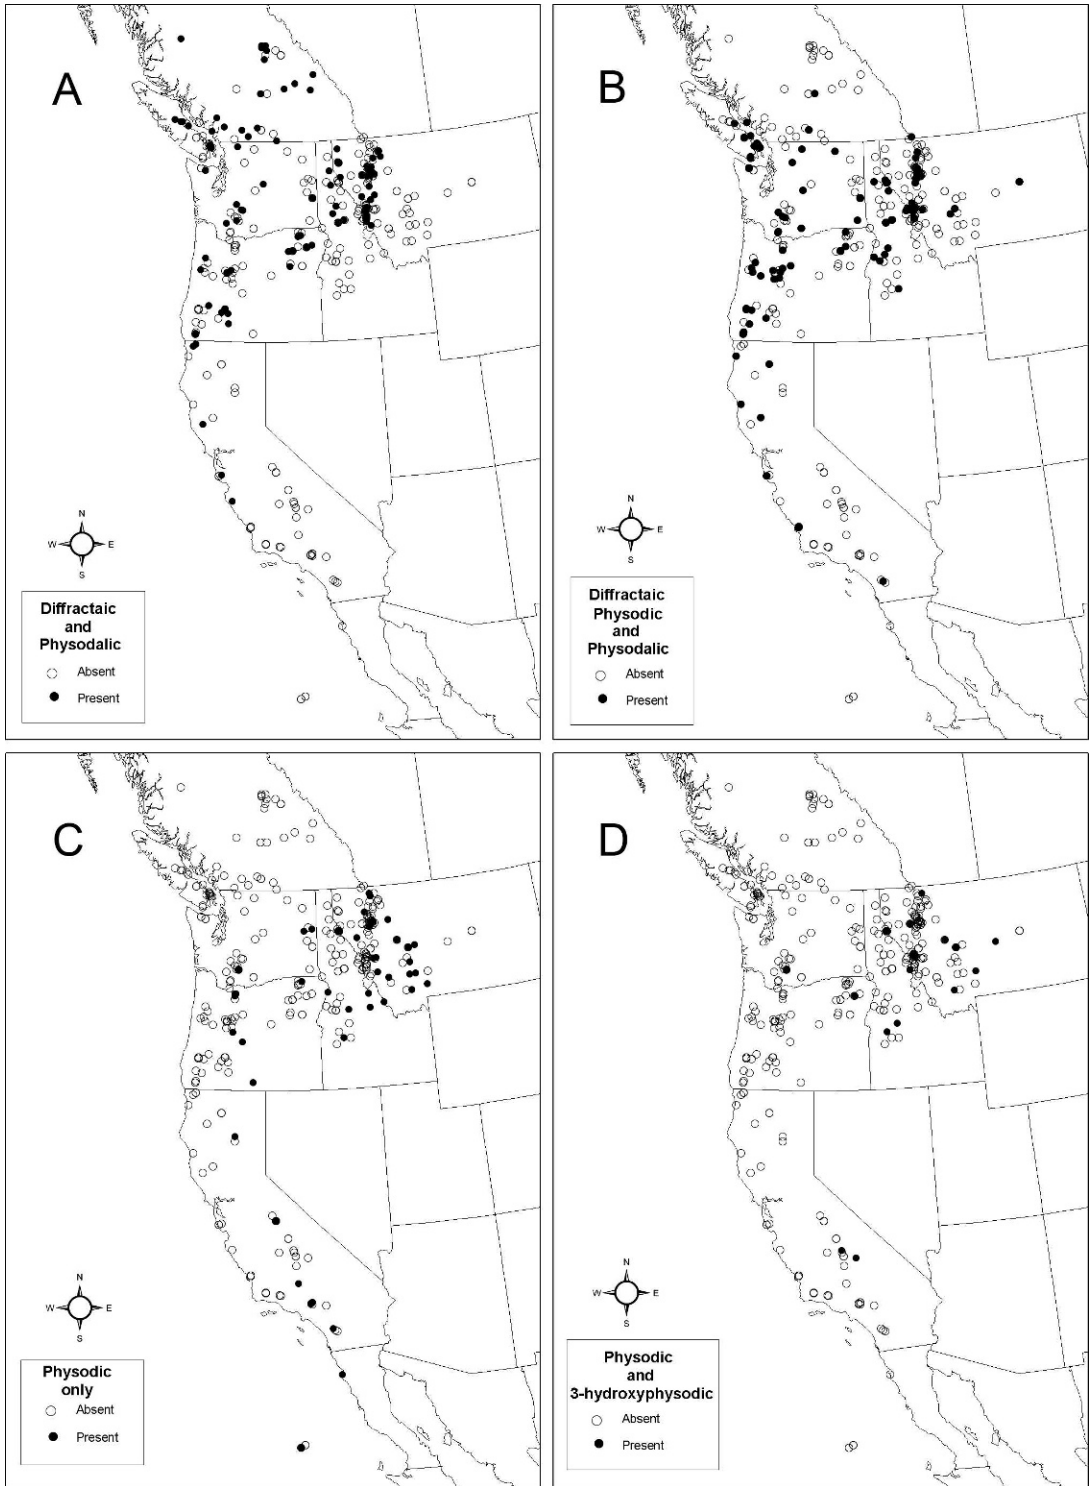 A
N
W E
S
Diffractaic
and
Physodalic
Absent
Present
B
N
W E
S
Diffractaic
Physodic
and
Physodalic
Absent
Present
C
N
W E
S
Physodic
only
Absent
Present
D
N
W E
S
Physodic
and
3-hydroxyphysodic
Absent
Present